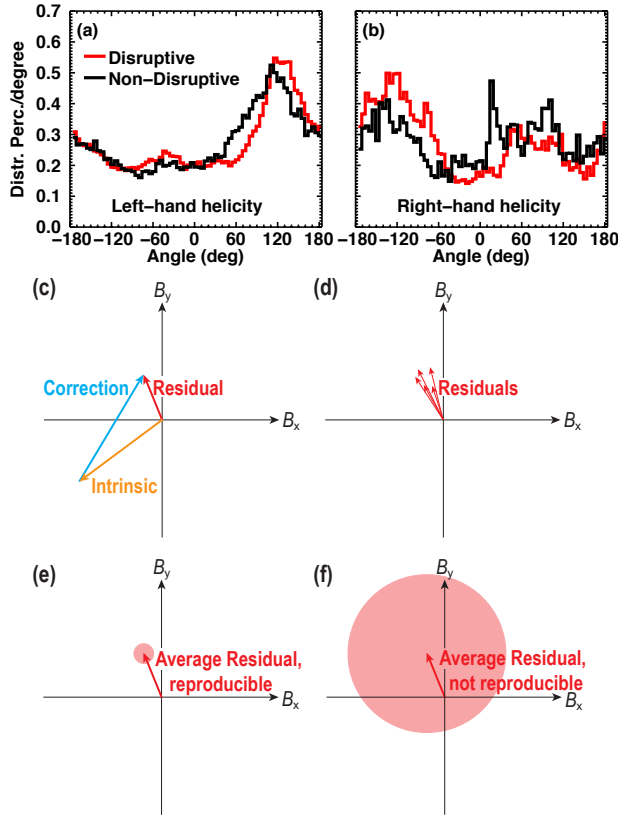 (a)
(b)
Disruptive
Non-Disruptive
Distr. Perc./degree
0.7
0.6
0.5
0.4
0.3
0.2
0.1
0.0
Left-hand helicity
Right-hand helicity
-180 -120 -60 0 60 120 180
-180 -120 -60 0 60 120 180
Angle (deg)
Angle (deg)
(c)
By
Correction
Residual
Bx
Intrinsic
(d)
By
Residuals
Bx
(e)
By
Average Residual,
reproducible
Bx
(f)
By
Average Residual,
not reproducible
Bx